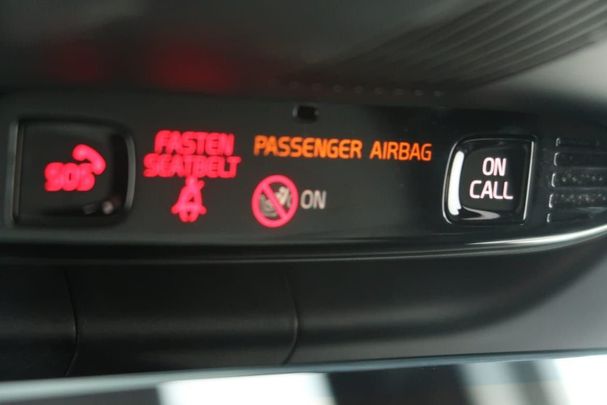 SOS
FASTEN
SEATBELT
PASSENGER AIRBAG
ON
ON
CALL